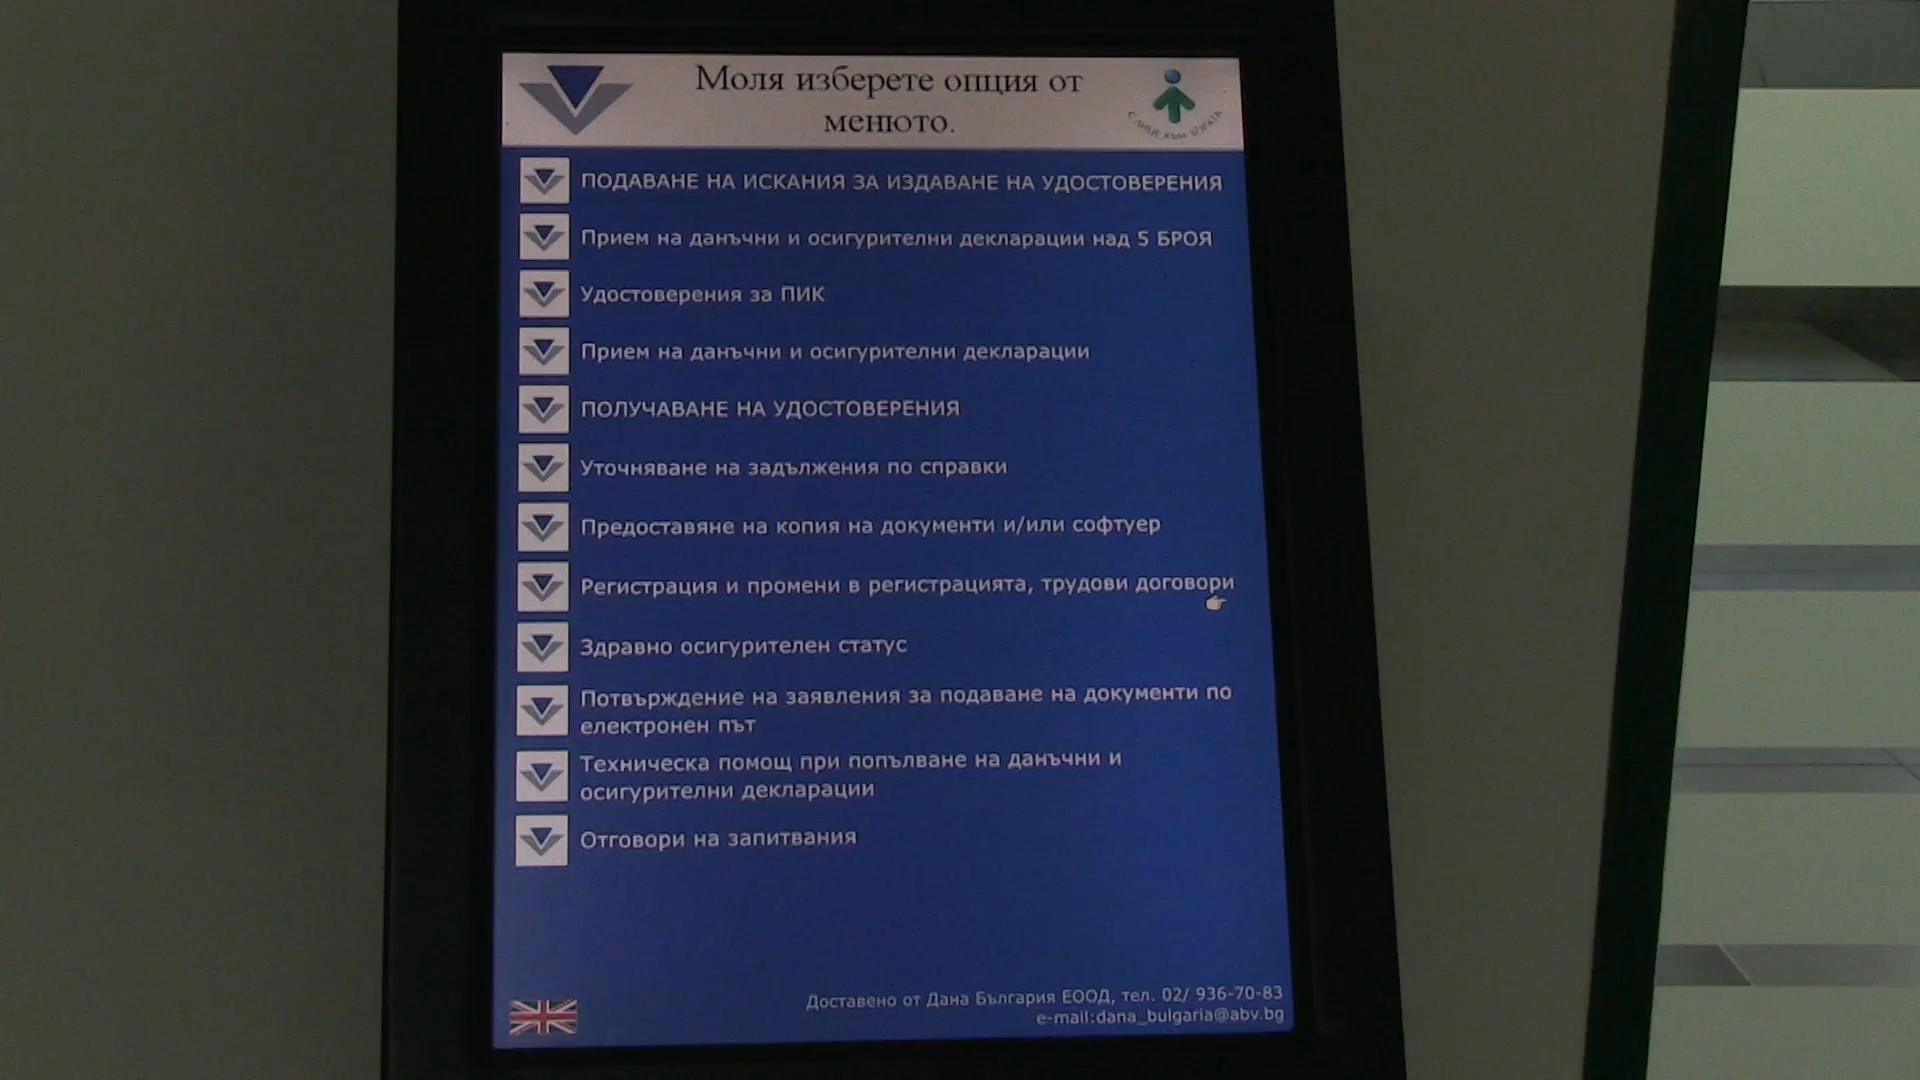 Моля изберете опция от
менюто.
С ЛИЦЕ КЪМ ХОРАТА
ПОДАВАНЕ НА ИСКАНИЯ ЗА ИЗДАВАНЕ НА УДОСТОВЕРЕНИЯ
Прием на данъчни и осигурителни декларации над 5 БРОЯ
Удостоверения за ПИК
Прием на данъчни и осигурителни декларации
ПОЛУЧАВАНЕ НА УДОСТОВЕРЕНИЯ
Уточняване на задължения по справки
Предоставяне на копия на документи и/или софтуер
Регистрация и промени в регистрацията, трудови договори
Здравно осигурителен статус
Потвърждение на заявления за подаване на документи по
електронен път
Техническа помощ при попълване на данъчни и
осигурителни декларации
Отговори на запитвания
Доставено от Дана България ЕООД, тел. 02/ 936-70-83
e-mail:dana_bulgaria@abv.bg